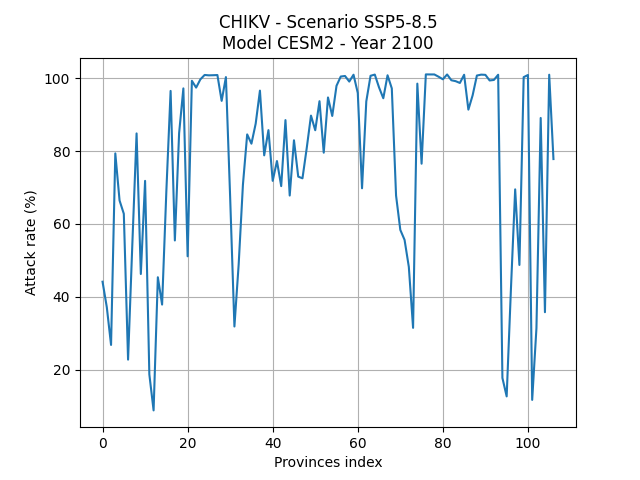 CHIKV - Scenario SSP5-8.5
Model CESM2 - Year 2100
Attack rate (%)
100
80
60
40
20
0 20 40 60 80 100
Provinces index